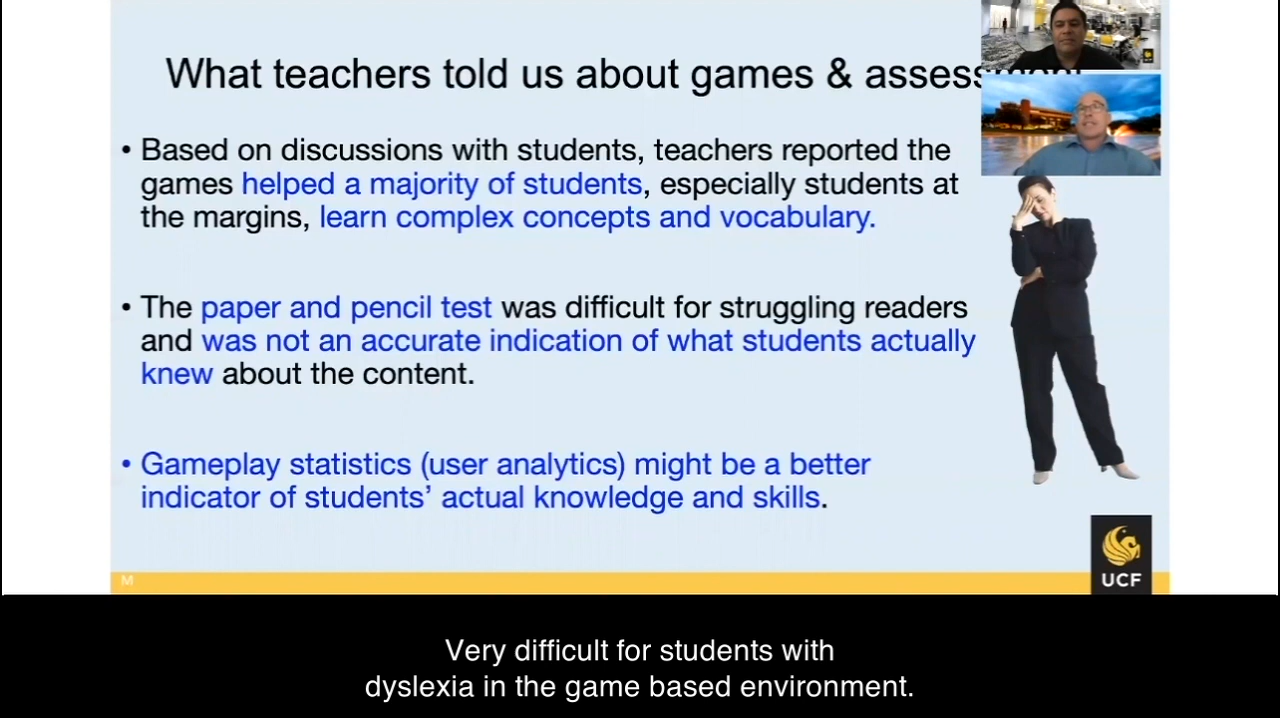 What teachers told us about games & assessment
• Based on discussions with students, teachers reported the
games helped a majority of students, especially students at
the margins, learn complex concepts and vocabulary.
• The paper and pencil test was difficult for struggling readers
and was not an accurate indication of what students actually
knew about the content.
• Gameplay statistics (user analytics) might be a better
indicator of students’ actual knowledge and skills.
M
UCF
Very difficult for students with
dyslexia in the game based environment.